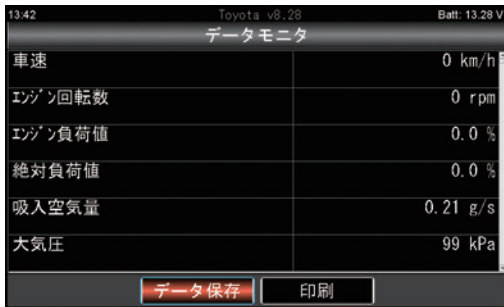 13:42 Toyota v8.28 Batt: 13.28 V
データモニタ
車速 0 km/h
ｴﾝｼﾞﾝ回転数 0 rpm
ｴﾝｼﾞﾝ負荷値 0.0 %
絶対負荷値 0.0 %
吸入空気量 0.21 g/s
大気圧 99 kPa
データ保存 印刷